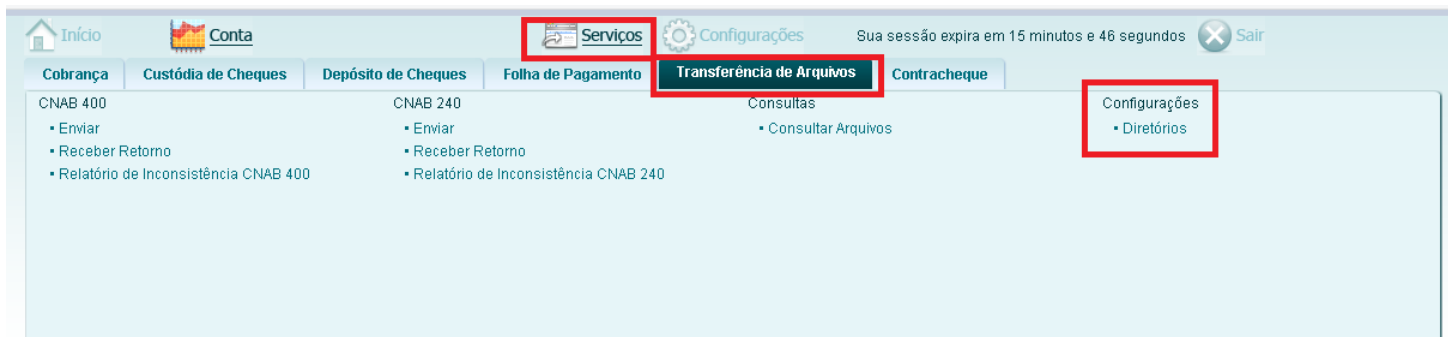 Início Conta Serviços Configurações Sua sessão expira em 15 minutos e 46 segundos Sair
Cobrança Custódia de Cheques Depósito de Cheques Folha de Pagamento Transferência de Arquivos Contracheque
CNAB 400 CNAB 240 Consultas Configurações
▪ Enviar ▪ Enviar ▪ Consultar Arquivos ▪ Diretórios
▪ Receber Retorno ▪ Receber Retorno
▪ Relatório de Inconsistência CNAB 400 ▪ Relatório de Inconsistência CNAB 240